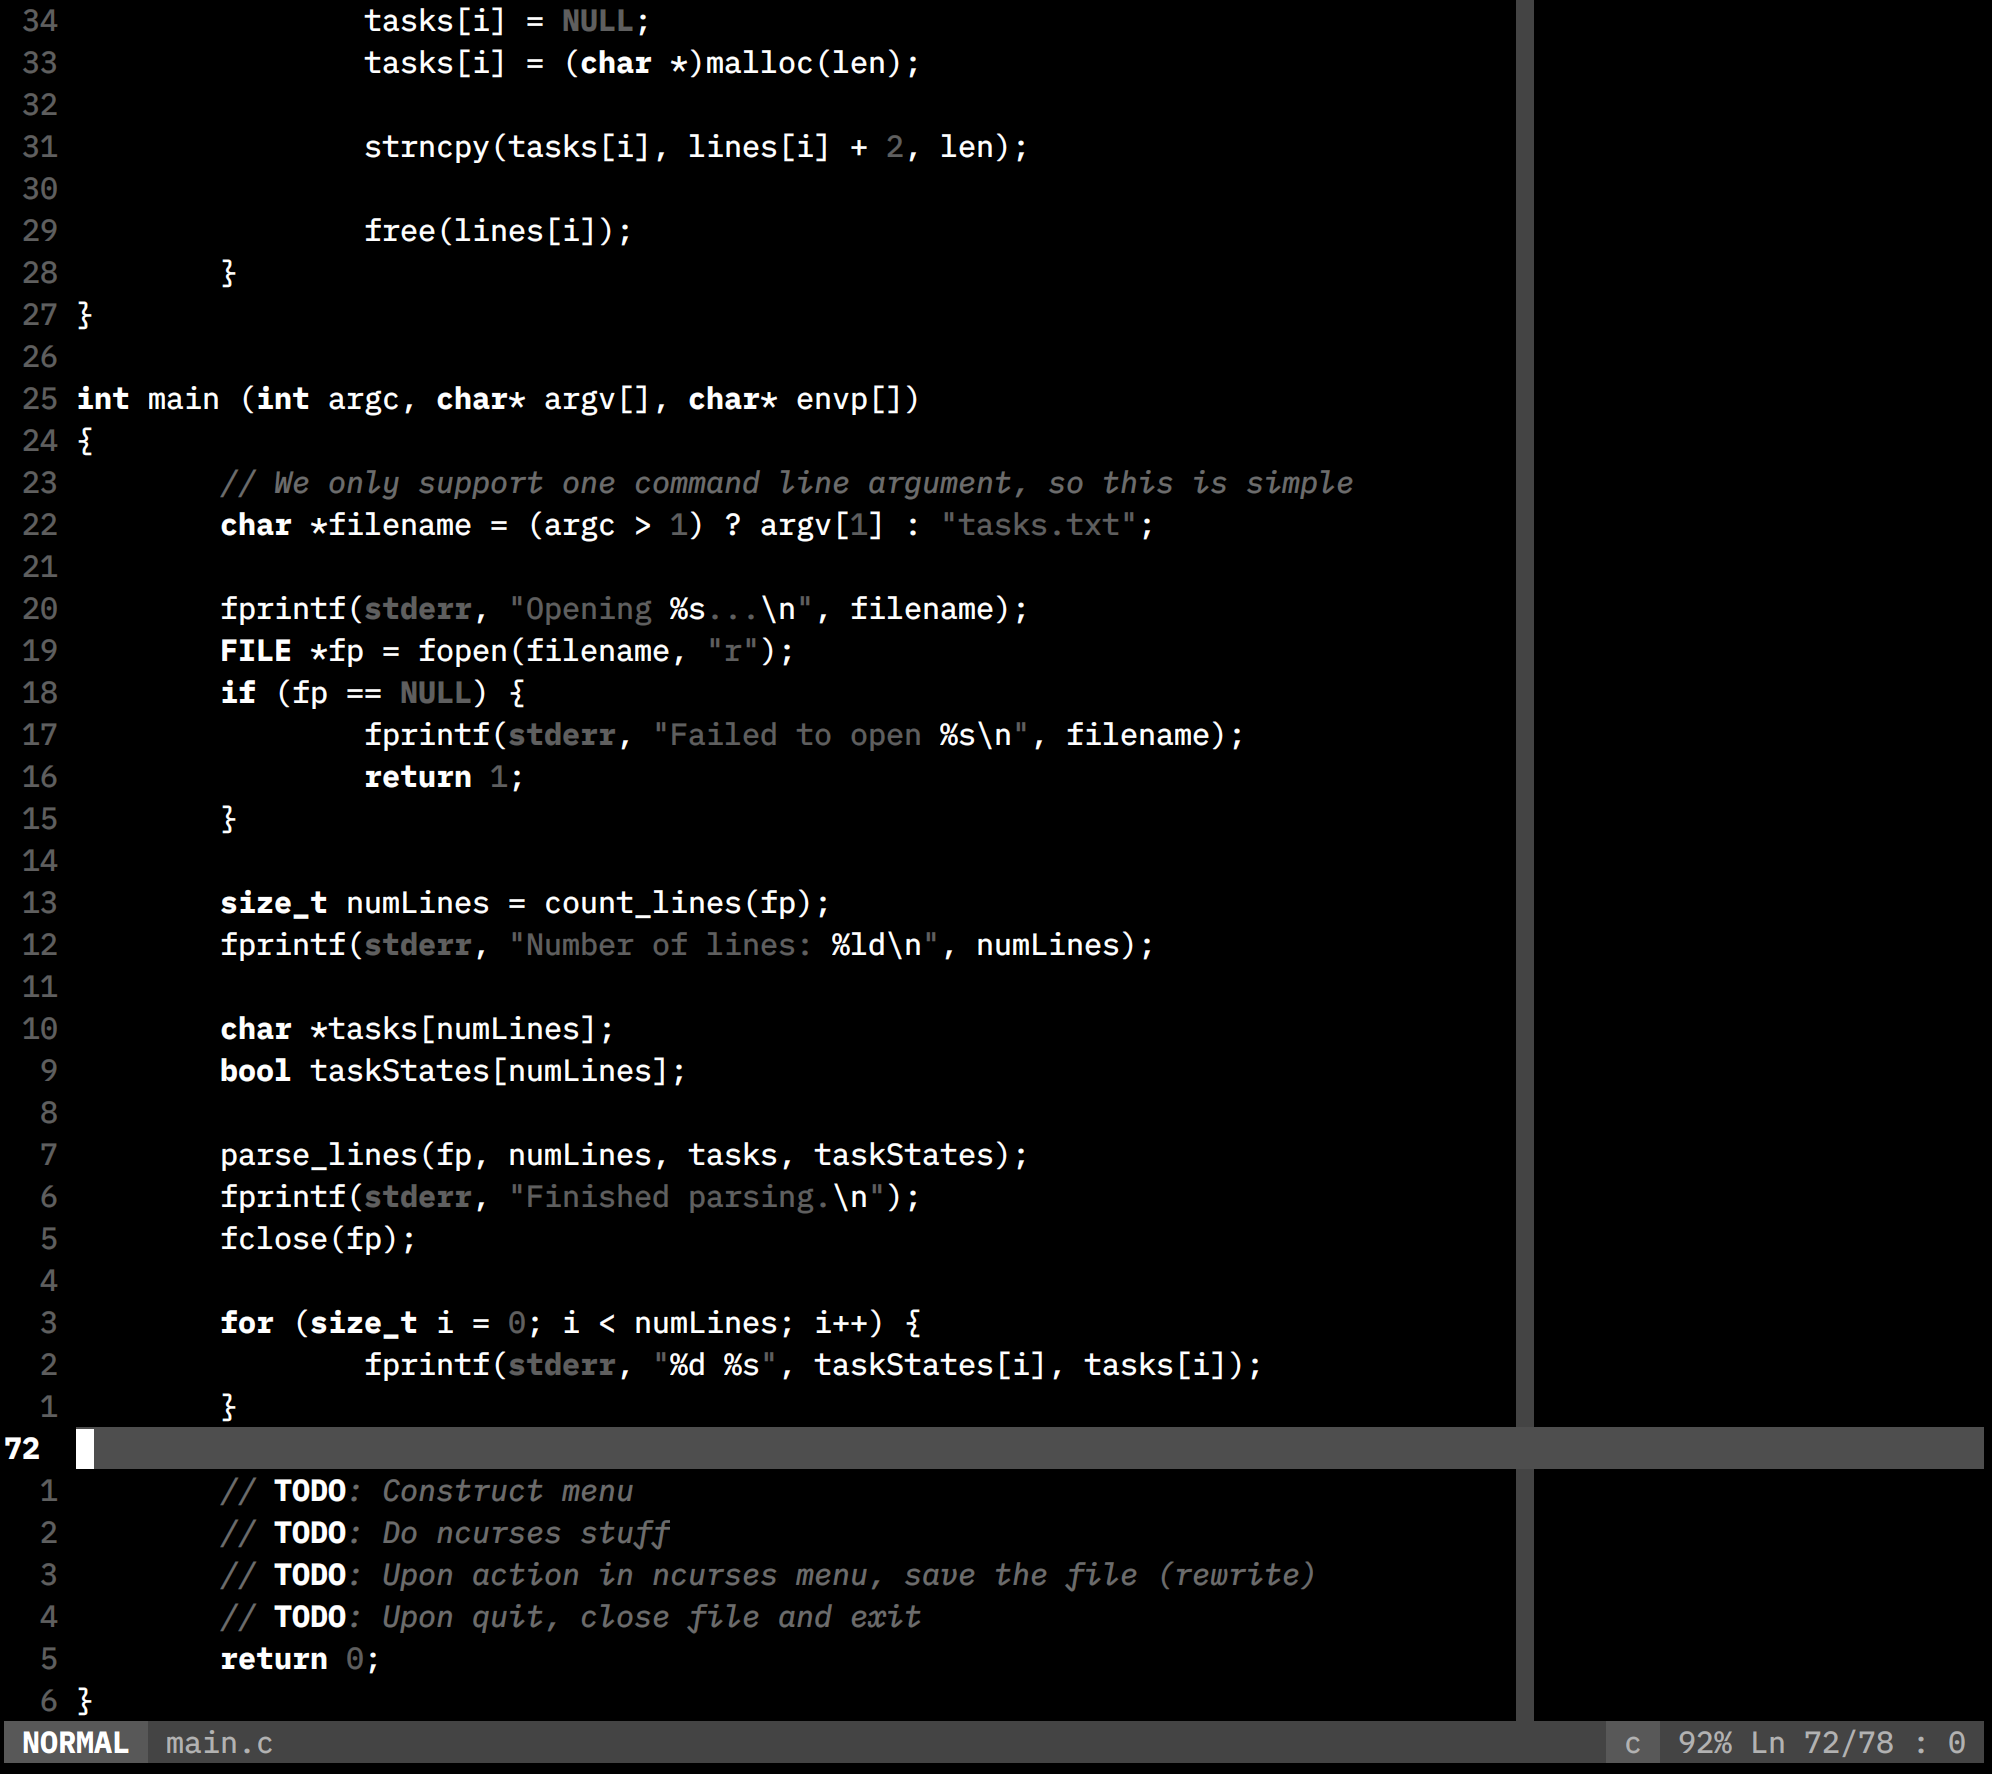 34                 tasks[i] = NULL;
33                 tasks[i] = (char *)malloc(len);
32
31                 strncpy(tasks[i], lines[i] + 2, len);
30
29                 free(lines[i]);
28         }
27 }
26
25 int main (int argc, char* argv[], char* envp[])
24 {
23         // We only support one command line argument, so this is simple
22         char *filename = (argc > 1) ? argv[1] : "tasks.txt";
21
20         fprintf(stderr, "Opening %s...\n", filename);
19         FILE *fp = fopen(filename, "r");
18         if (fp == NULL) {
17                 fprintf(stderr, "Failed to open %s\n", filename);
16                 return 1;
15         }
14
13         size_t numLines = count_lines(fp);
12         fprintf(stderr, "Number of lines: %ld\n", numLines);
11
10         char *tasks[numLines];
9         bool taskStates[numLines];
8
7         parse_lines(fp, numLines, tasks, taskStates);
6         fprintf(stderr, "Finished parsing.\n");
5         fclose(fp);
4
3         for (size_t i = 0; i < numLines; i++) {
2                 fprintf(stderr, "%d %s", taskStates[i], tasks[i]);
1         }
72
1         // TODO: Construct menu
2         // TODO: Do ncurses stuff
3         // TODO: Upon action in ncurses menu, save the file (rewrite)
4         // TODO: Upon quit, close file and exit
5         return 0;
6 }
NORMAL main.c c 92% Ln 72/78 : 0